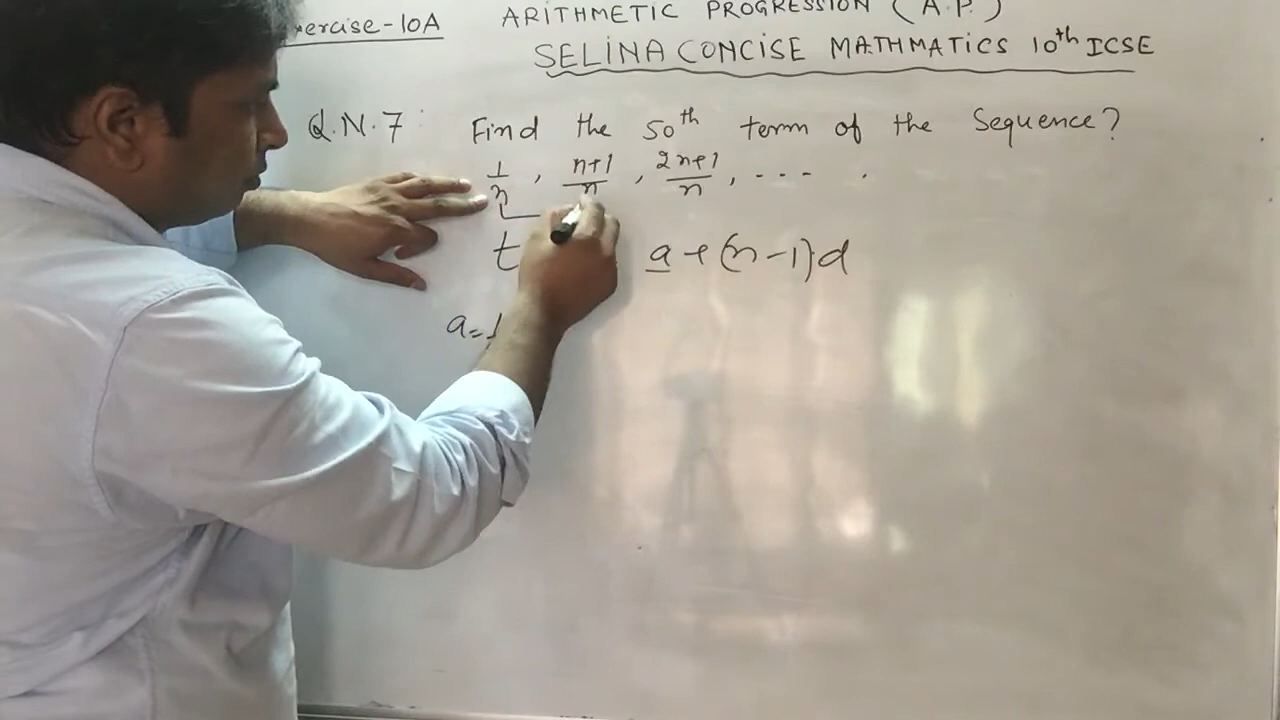 ARITHMETIC PROGRESSION (A.P.)
Exercise-10A
SELINA CONCISE MATHMATICS 10th ICSE
Q.N.7 Find the 50th term of the Sequence?
1/n, n+1/n, 2n+1/n, ....
t a+(n-1)d
a=1